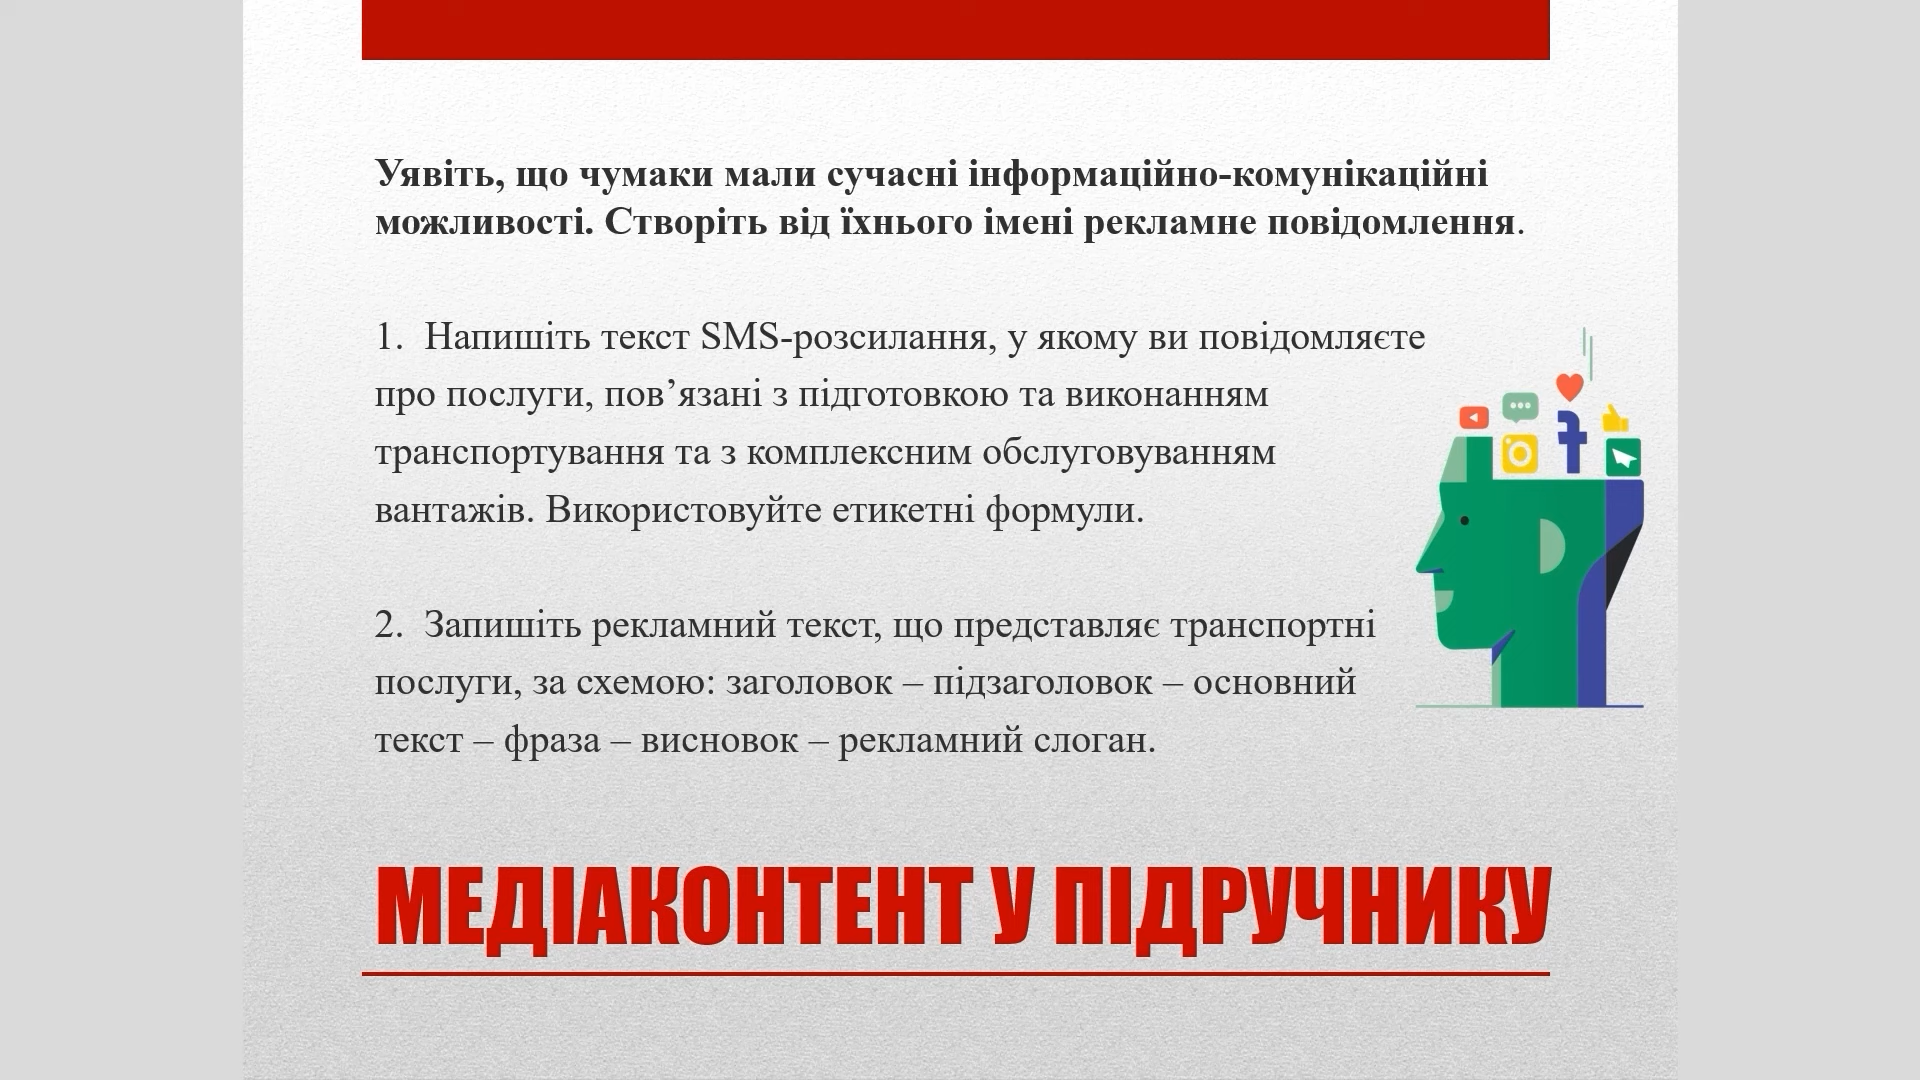 Уявіть, що чумаки мали сучасні інформаційно-комунікаційні
можливості. Створіть від їхнього імені рекламне повідомлення.
1. Напишіть текст SMS-розсилання, у якому ви повідомляєте
про послуги, пов’язані з підготовкою та виконанням
транспортування та з комплексним обслуговуванням
вантажів. Використовуйте етикетні формули.
2. Запишіть рекламний текст, що представляє транспортні
послуги, за схемою: заголовок – підзаголовок – основний
текст – фраза – висновок – рекламний слоган.
МЕДІАКОНТЕНТ У ПІДРУЧНИКУ